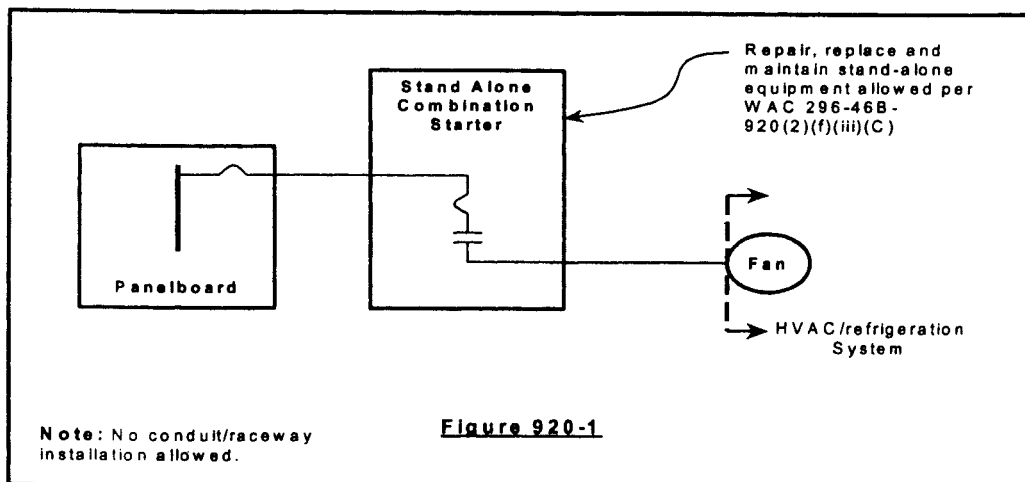 Repair, replace and
maintain stand-alone
equipment allowed per
WAC 296-46B-
920(2)(f)(iii)(C)
Stand Alone
Combination
Starter
Panelboard
Fan
HVAC/refrigeration
System
Figure 920-1
Note: No conduit/raceway
installation allowed.